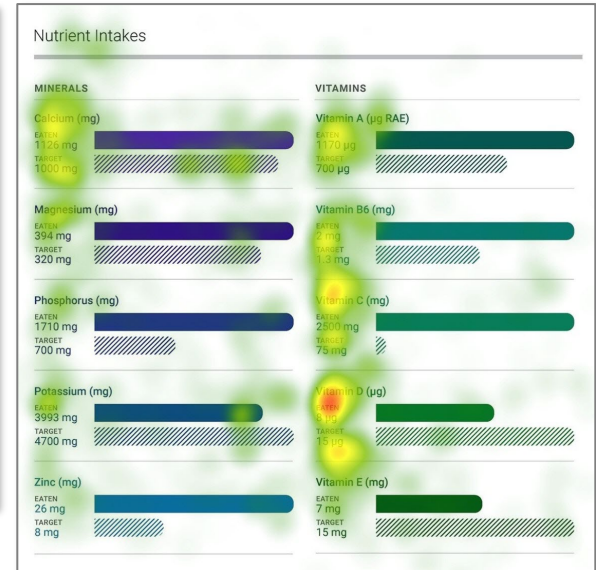 Nutrient Intakes
MINERALS
Calcium (mg)
EATEN
1126 mg
TARGET
1000 mg
Magnesium (mg)
EATEN
394 mg
TARGET
320 mg
Phosphorus (mg)
EATEN
1710 mg
TARGET
700 mg
Potassium (mg)
EATEN
3993 mg
TARGET
4700 mg
Zinc (mg)
EATEN
26 mg
TARGET
8 mg
VITAMINS
Vitamin A (µg RAE)
EATEN
1170 µg
TARGET
700 µg
Vitamin B6 (mg)
EATEN
2 mg
TARGET
1.3 mg
Vitamin C (mg)
EATEN
2500 mg
TARGET
75 mg
Vitamin D (µg)
EATEN
8 µg
TARGET
15 µg
Vitamin E (mg)
EATEN
7 mg
TARGET
15 mg